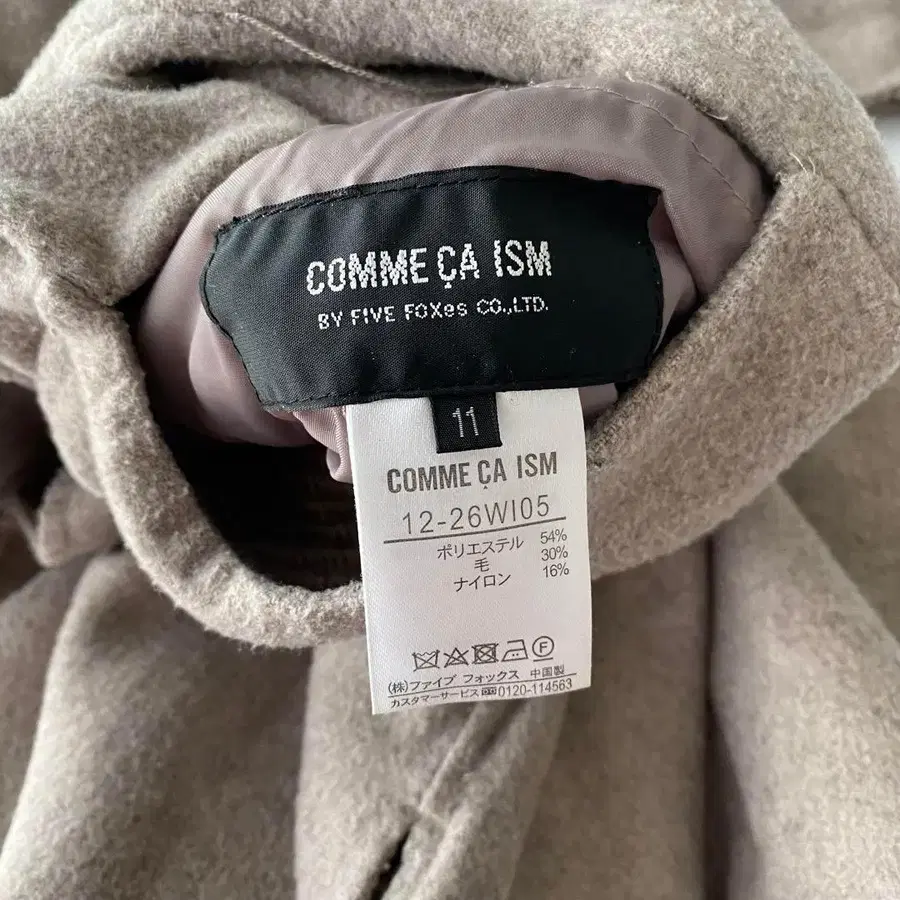 COMME ÇA ISM
BY FIVE FOXes CO.,LTD.
11
COMME ÇA ISM
12-26WI05
ポリエステル 54%
毛 30%
ナイロン 16%
F
(株)ファイブ フォックス 中国製
カスタマーサービス 0120-114563